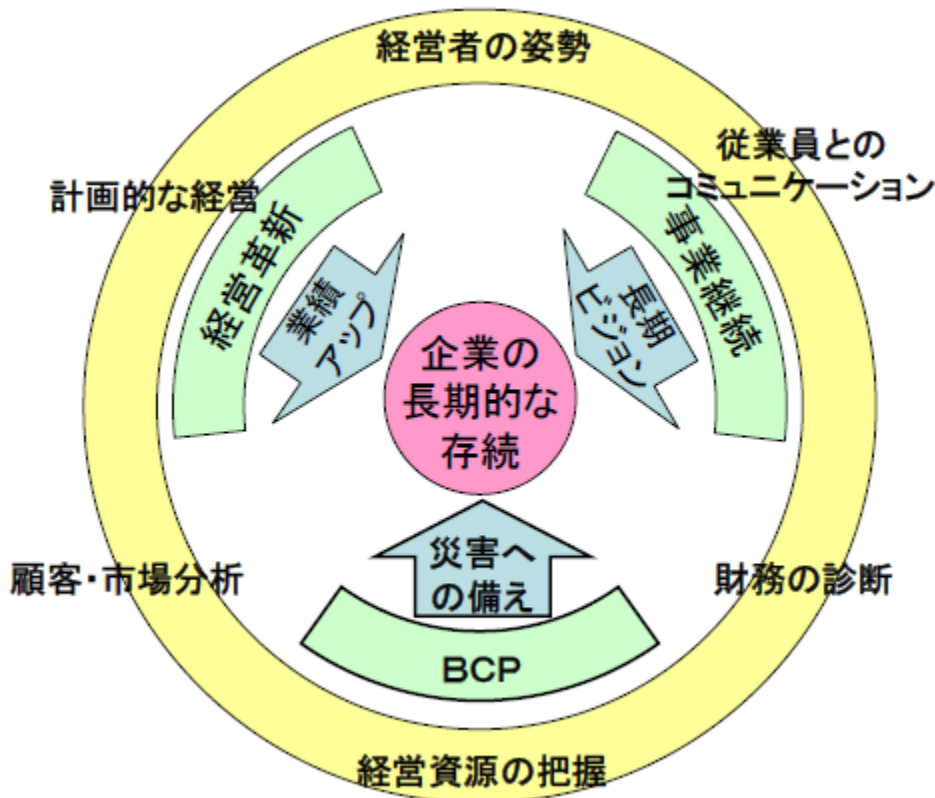 経営者の姿勢
従業員との
コミュニケーション
計画的な経営
経営革新
事業継続
業績
アップ
長期
ビジョン
企業の
長期的な
存続
災害へ
の備え
顧客・市場分析
財務の診断
BCP
経営資源の把握